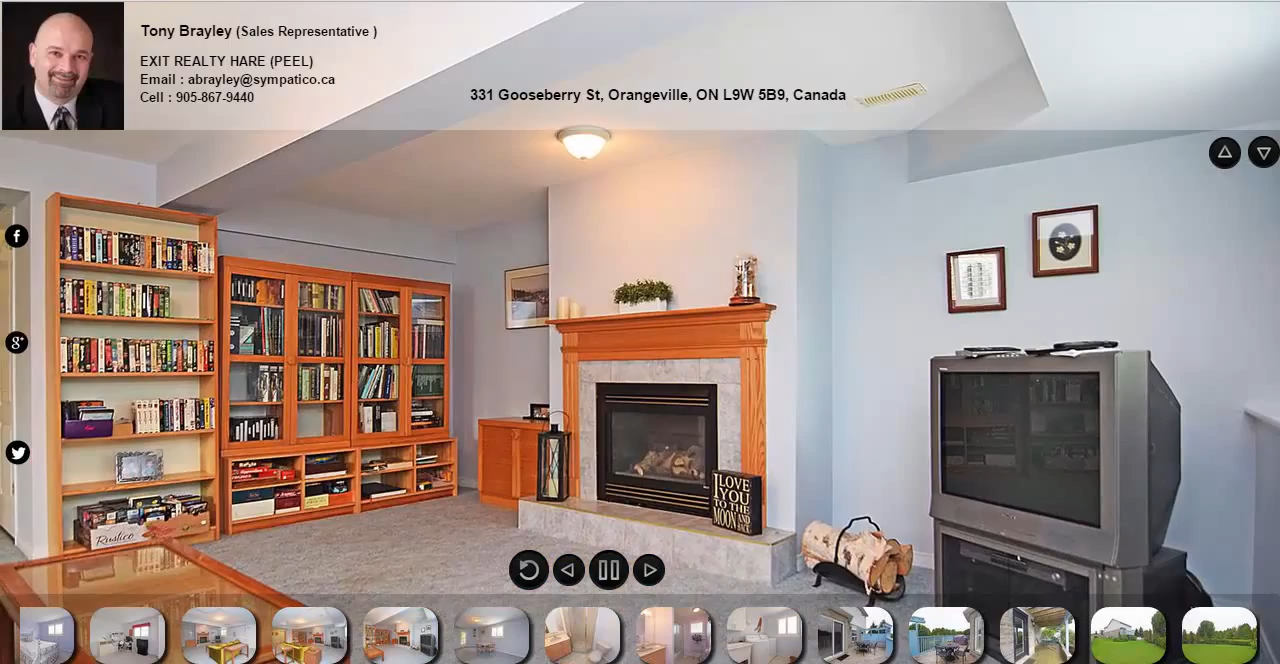 Tony Brayley (Sales Representative )
EXIT REALTY HARE (PEEL)
Email : abrayley@sympatico.ca
Cell : 905-867-9440
331 Gooseberry St, Orangeville, ON L9W 5B9, Canada
f
g+
I LOVE
YOU
TO THE
MOON AND
BACK
Rustico